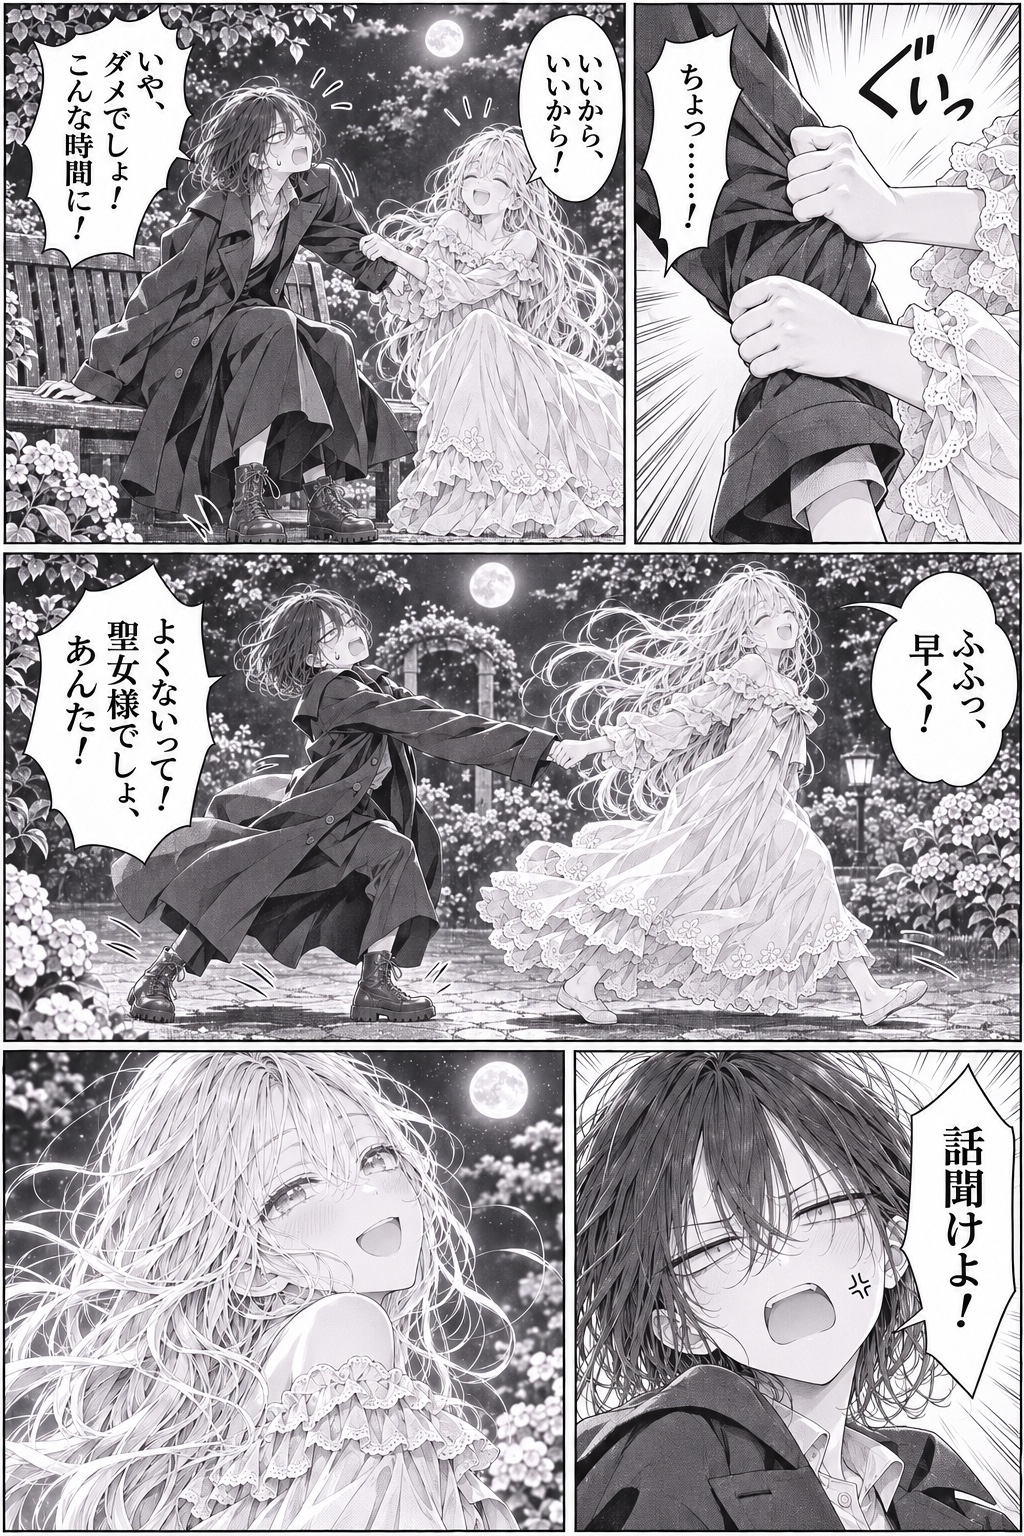 ぐいっ
ちょっ……！
いいから、
いいから！
いや、
ダメでしょ！
こんな時間に！
ふふっ、
早く！
よくないって！
聖女様でしょ、
あんた！
話聞けよ！